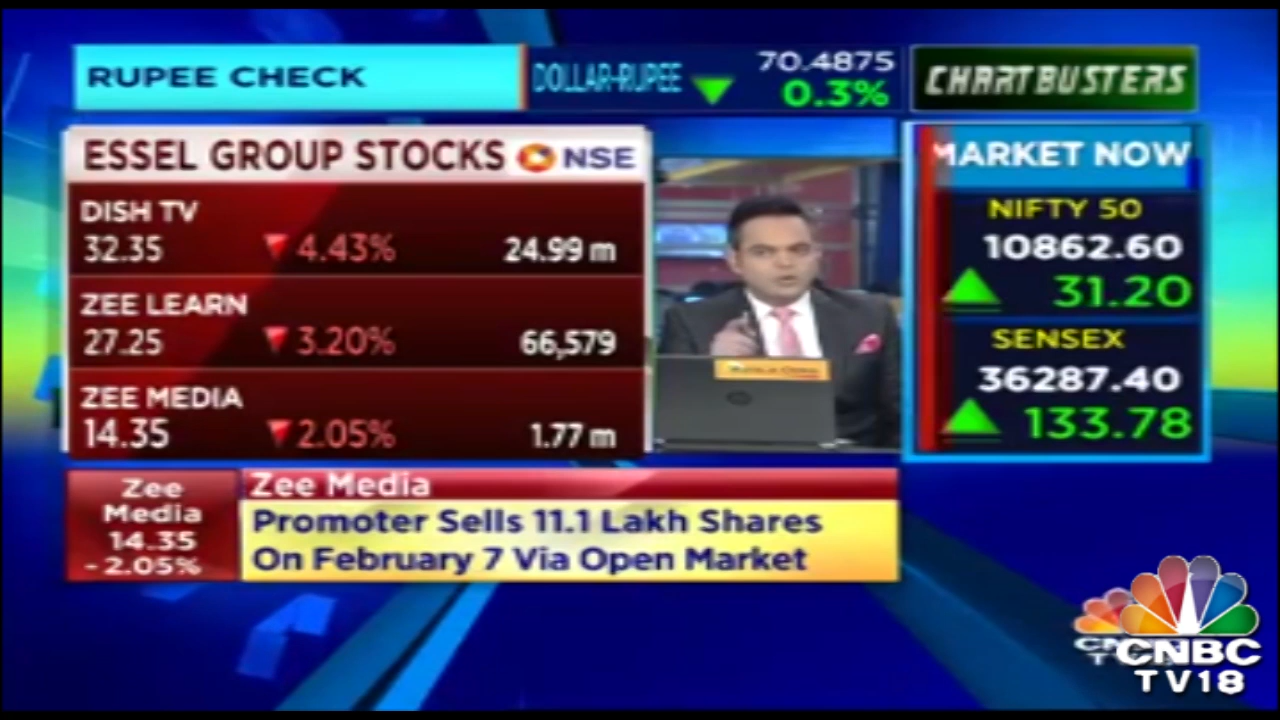 RUPEE CHECK
DOLLAR-RUPEE
70.4875
0.3%
CHARTBUSTERS
ESSEL GROUP STOCKS NSE
DISH TV
32.35 4.43% 24.99 m
ZEE LEARN
27.25 3.20% 66,579
ZEE MEDIA
14.35 2.05% 1.77 m
MARKET NOW
NIFTY 50
10862.60
31.20
SENSEX
36287.40
133.78
Zee
Media
14.35
-2.05%
Zee Media
Promoter Sells 11.1 Lakh Shares
On February 7 Via Open Market
CNBC
TV18